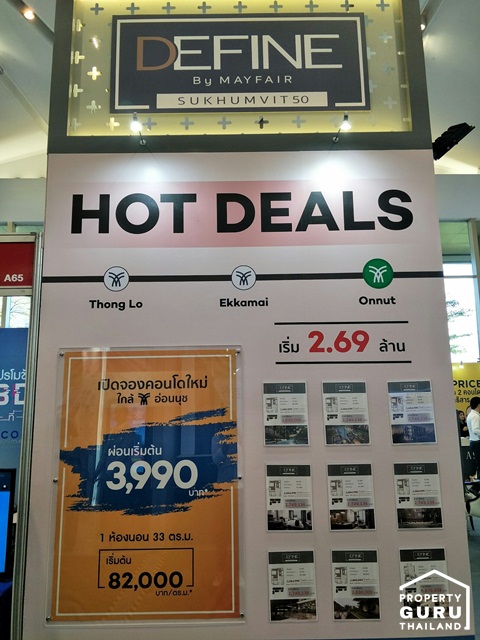 DEFINE
By MAYFAIR
SUKHUMVIT50
HOT DEALS
A65
Thong Lo
Ekkamai
Onnut
เริ่ม 2.69 ล้าน
เปิดจองคอนโดใหม่
ใกล้ อ่อนนุช
ผ่อนเริ่มต้น
3,990
บาท*
1 ห้องนอน 33 ตร.ม.
เริ่มต้น
82,000
บาท/ตร.ม.^
PRICE
PROPERTY
GURU
THAILAND